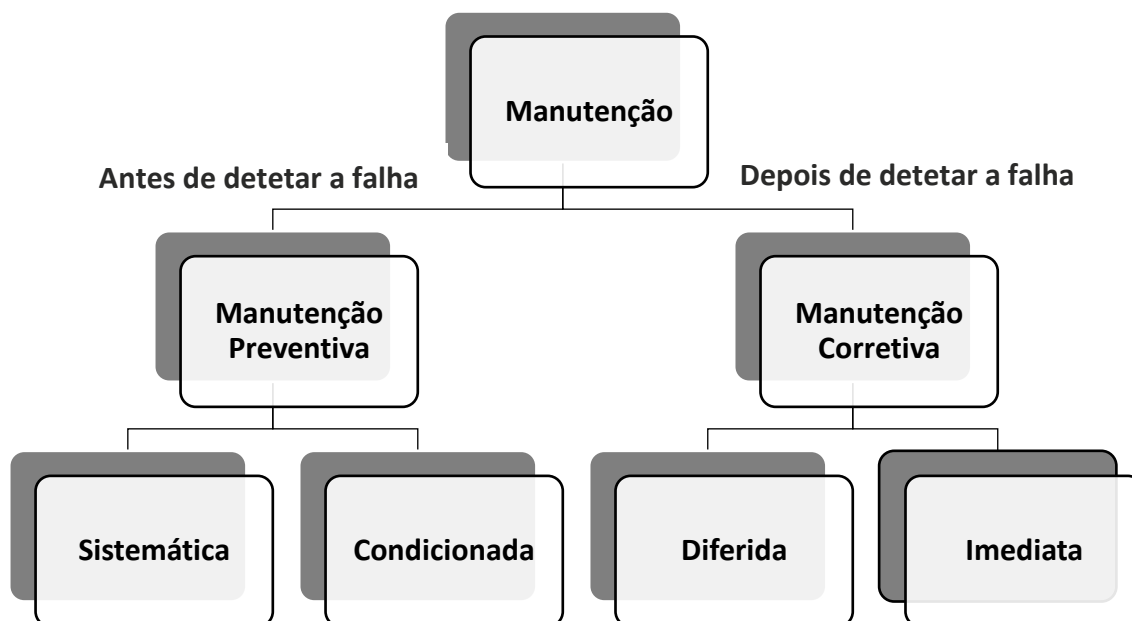 Manutenção
Antes de detetar a falha
Depois de detetar a falha
Manutenção
Preventiva
Manutenção
Corretiva
Sistemática
Condicionada
Diferida
Imediata